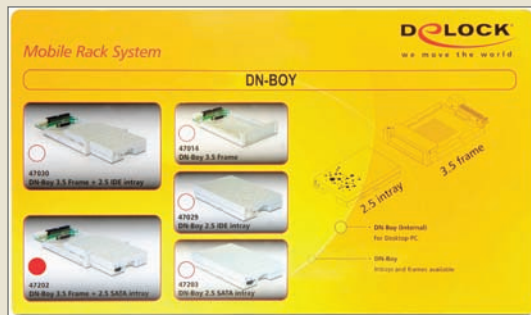 DELOCK
we move the world
Mobile Rack System
DN-BOY
47030
DN-Boy 3.5 Frame + 2.5 IDE intray
47014
DN-Boy 3.5 Frame
47029
DN-Boy 2.5 IDE intray
47202
DN-Boy 3.5 Frame + 2.5 SATA intray
47203
DN-Boy 2.5 SATA intray
3.5 frame
2.5 intray
DN Boy (Internal)
for Desktop-PC
DN-Boy
Intrays and frames available